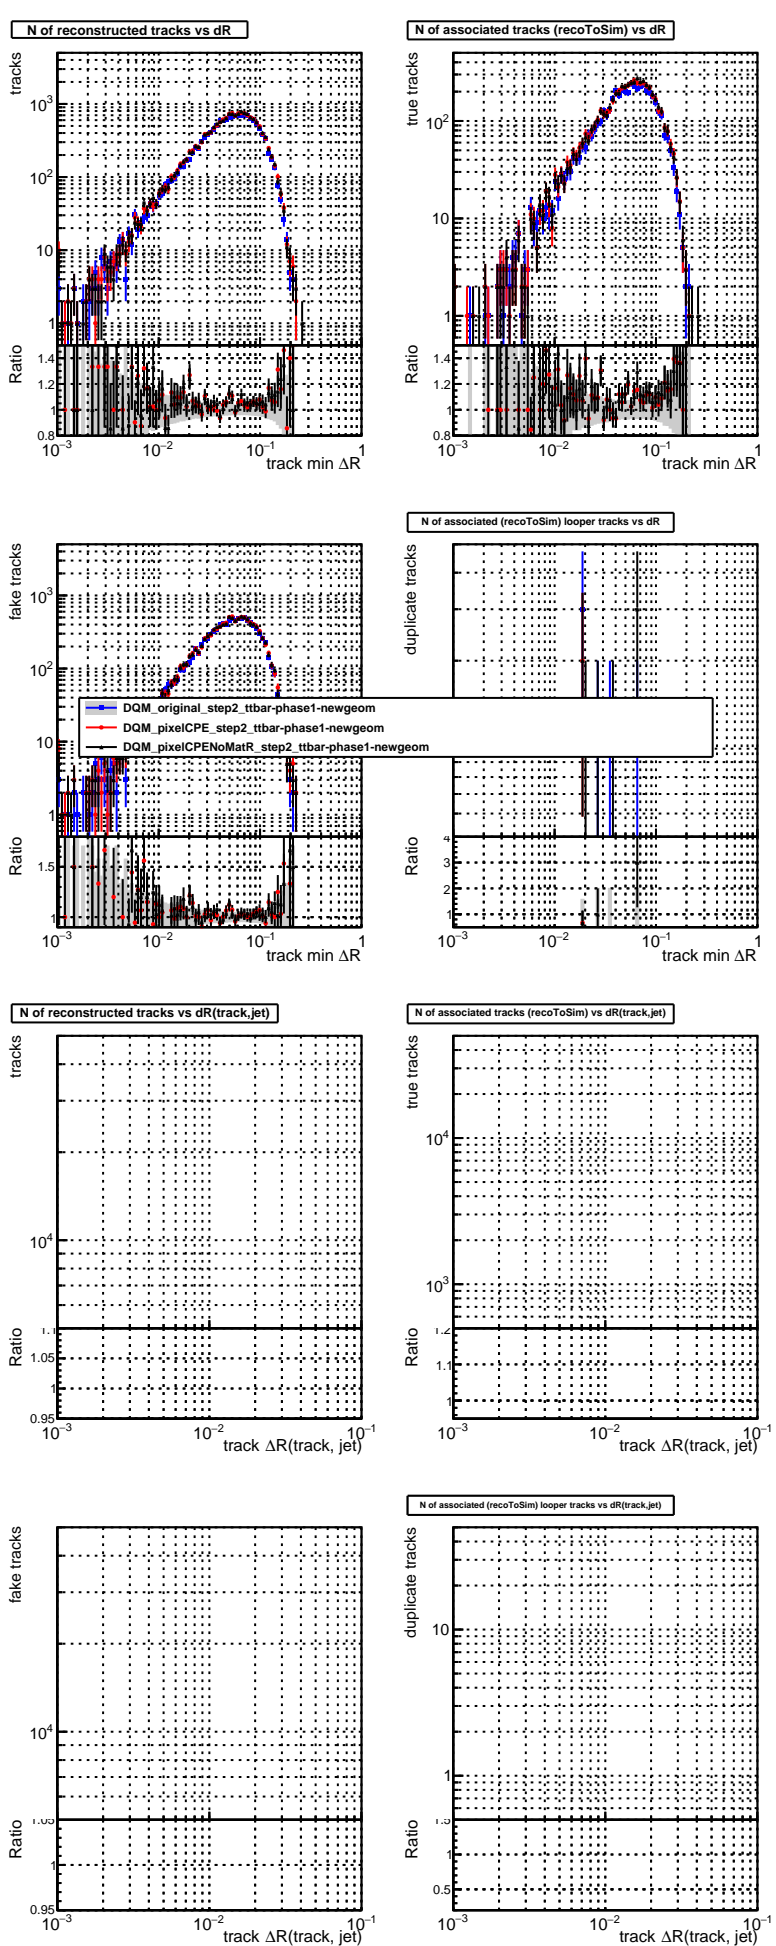 N of reconstructed tracks vs dR
tracks
10³
10²
10
1
Ratio
1.4
1.2
1
0.8
10⁻³ 10⁻² 10⁻¹ 1
track min ΔR
N of associated tracks (recoToSim) vs dR
true tracks
10²
10
1
Ratio
1.4
1.2
1
0.8
10⁻³ 10⁻² 10⁻¹ 1
track min ΔR
fake tracks
10³
10²
10
1
Ratio
1.5
1
10⁻³ 10⁻² 10⁻¹ 1
track min ΔR
N of associated (recoToSim) looper tracks vs dR
duplicate tracks
Ratio
4
3
2
1
10⁻³ 10⁻² 10⁻¹ 1
track min ΔR
DQM_original_step2_ttbar-phase1-newgeom
DQM_pixelCPE_step2_ttbar-phase1-newgeom
DQM_pixelCPENoMatR_step2_ttbar-phase1-newgeom
N of reconstructed tracks vs dR(track,jet)
tracks
10⁴
Ratio
1.1
1.05
1
0.95
10⁻³ 10⁻² 10⁻¹
track ΔR(track, jet)
N of associated tracks (recoToSim) vs dR(track,jet)
true tracks
10⁴
10³
Ratio
1.2
1.1
1
10⁻³ 10⁻² 10⁻¹
track ΔR(track, jet)
fake tracks
10⁴
Ratio
1.05
1
0.95
10⁻³ 10⁻² 10⁻¹
track ΔR(track, jet)
N of associated (recoToSim) looper tracks vs dR(track,jet)
duplicate tracks
10
1
Ratio
1.5
1
0.5
10⁻³ 10⁻² 10⁻¹
track ΔR(track, jet)